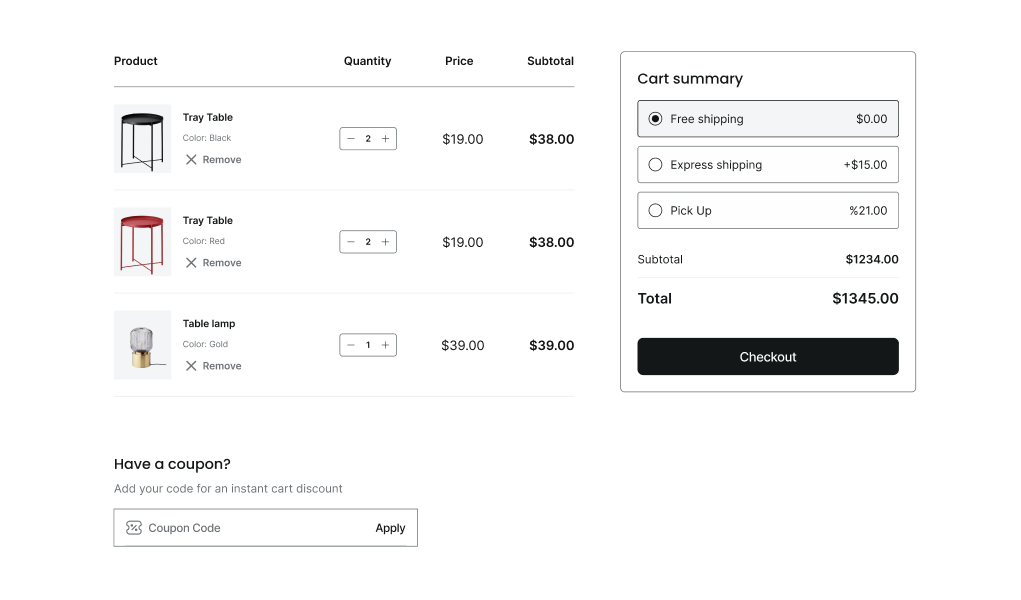 Product Quantity Price Subtotal
Tray Table
Color: Black
Remove
2 $19.00 $38.00
Tray Table
Color: Red
Remove
2 $19.00 $38.00
Table lamp
Color: Gold
Remove
1 $39.00 $39.00
Cart summary
Free shipping $0.00
Express shipping +$15.00
Pick Up %21.00
Subtotal $1234.00
Total $1345.00
Checkout
Have a coupon?
Add your code for an instant cart discount
Coupon Code Apply